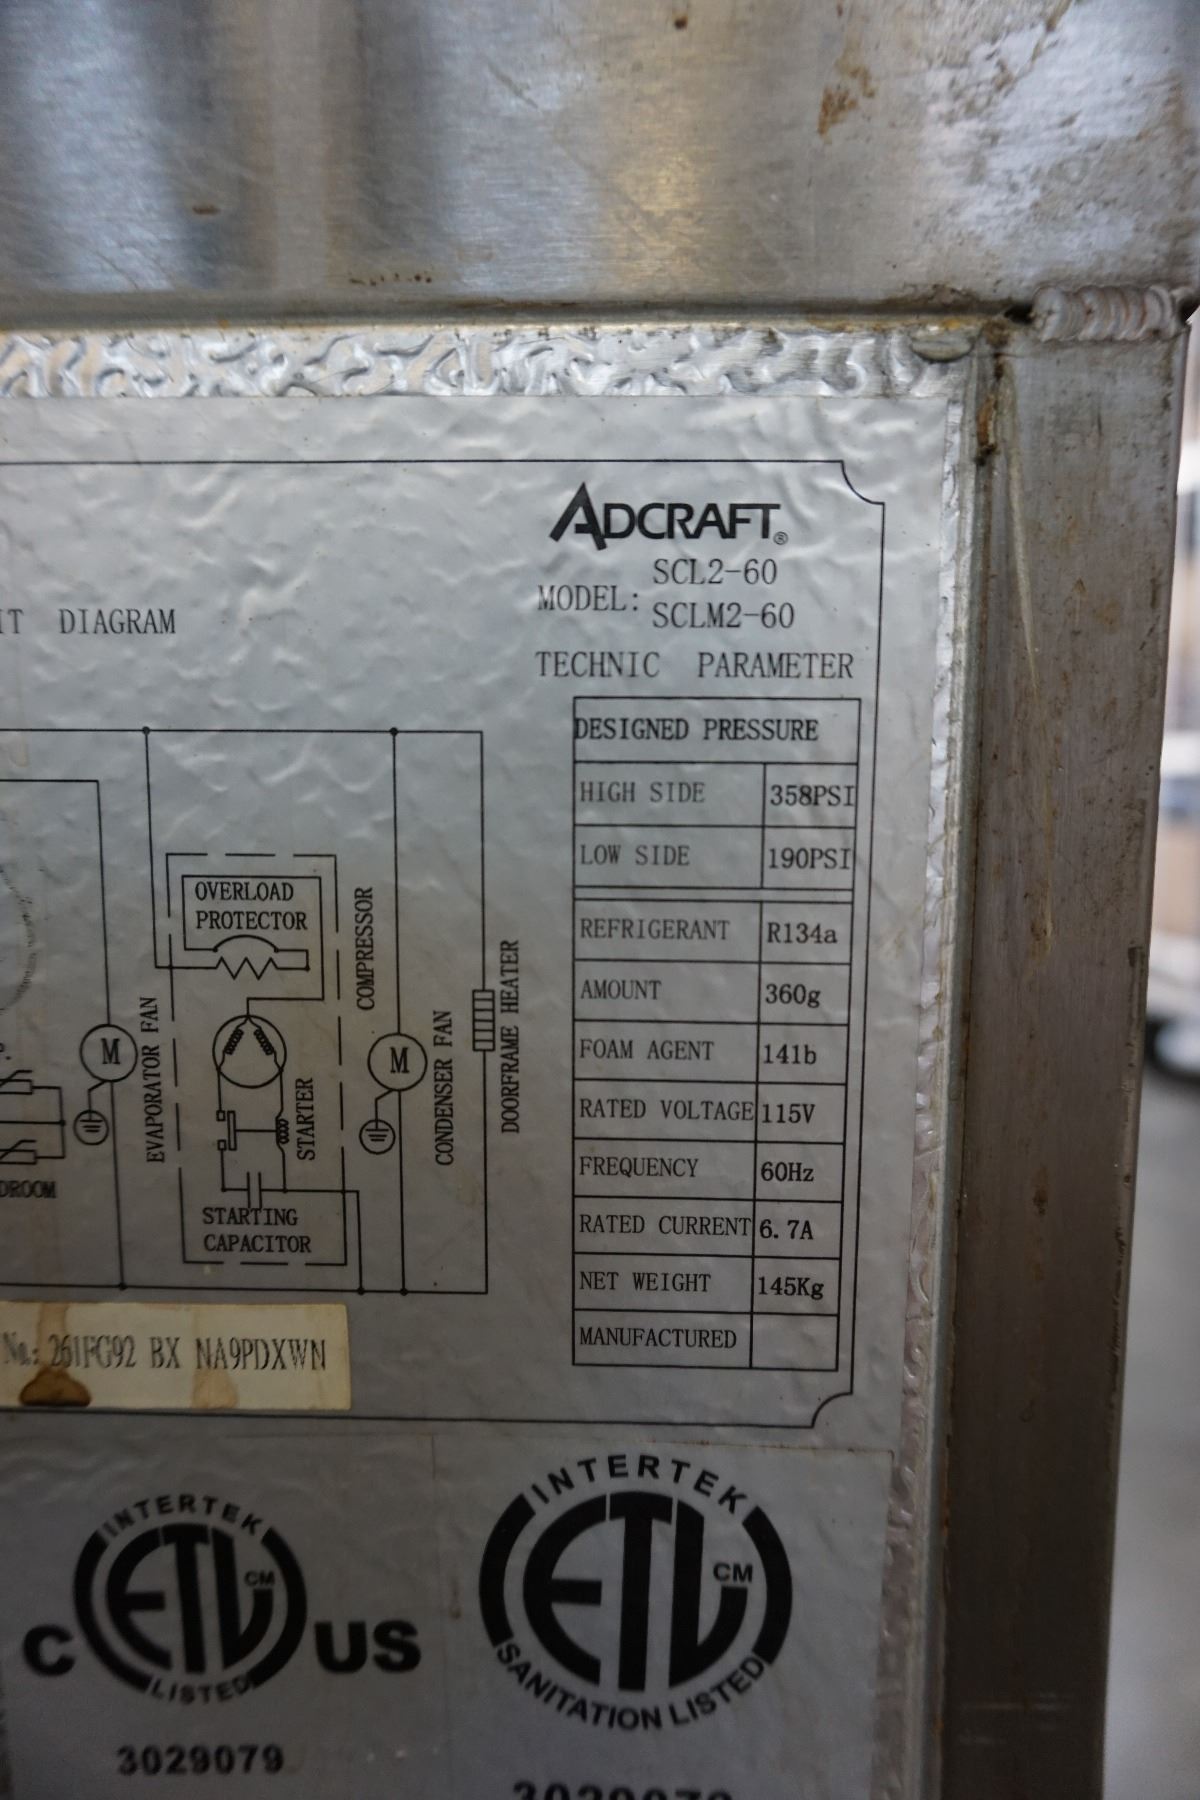 ADCRAFT®
MODEL: SCL2-60
SCLM2-60
DIAGRAM
TECHNIC PARAMETER
DESIGNED PRESSURE
HIGH SIDE 358PSI
LOW SIDE 190PSI
REFRIGERANT R134a
AMOUNT 360g
FOAM AGENT 141b
RATED VOLTAGE 115V
FREQUENCY 60Hz
RATED CURRENT 6.7A
NET WEIGHT 145Kg
MANUFACTURED
OVERLOAD
PROTECTOR
COMPRESSOR
M
EVAPORATOR FAN
STARTER
M
CONDENSER FAN
DOORFRAME HEATER
STARTING
CAPACITOR
No.: 261FG92 BX NA9PDXWN
INTERTEK
C ETL CM US
LISTED
3029079
INTERTEK
ETL CM
SANITATION LISTED